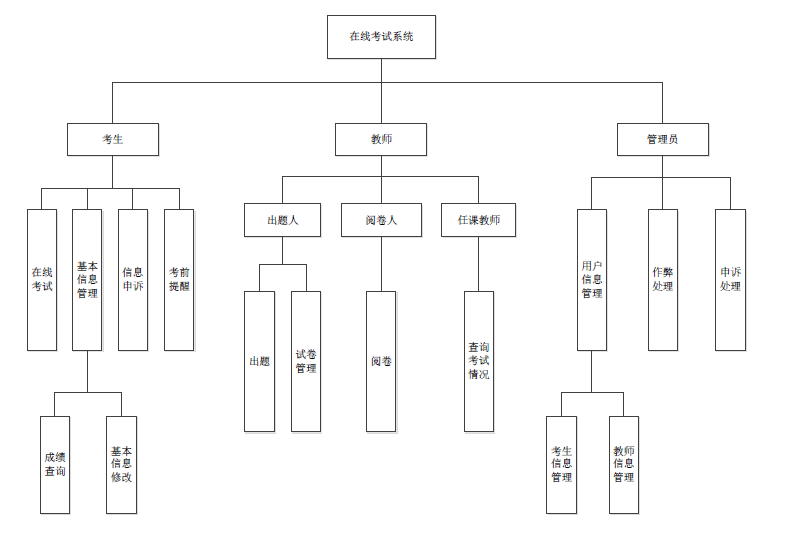 在线考试系统
考生
教师
管理员
出题人
阅卷人
任课教师
在线
考试
基本
信息
管理
信息
申诉
考前
提醒
用户
信息
管理
作弊
处理
申诉
处理
出题
试卷
管理
阅卷
查询
考试
情况
成绩
查询
基本
信息
修改
考生
信息
管理
教师
信息
管理